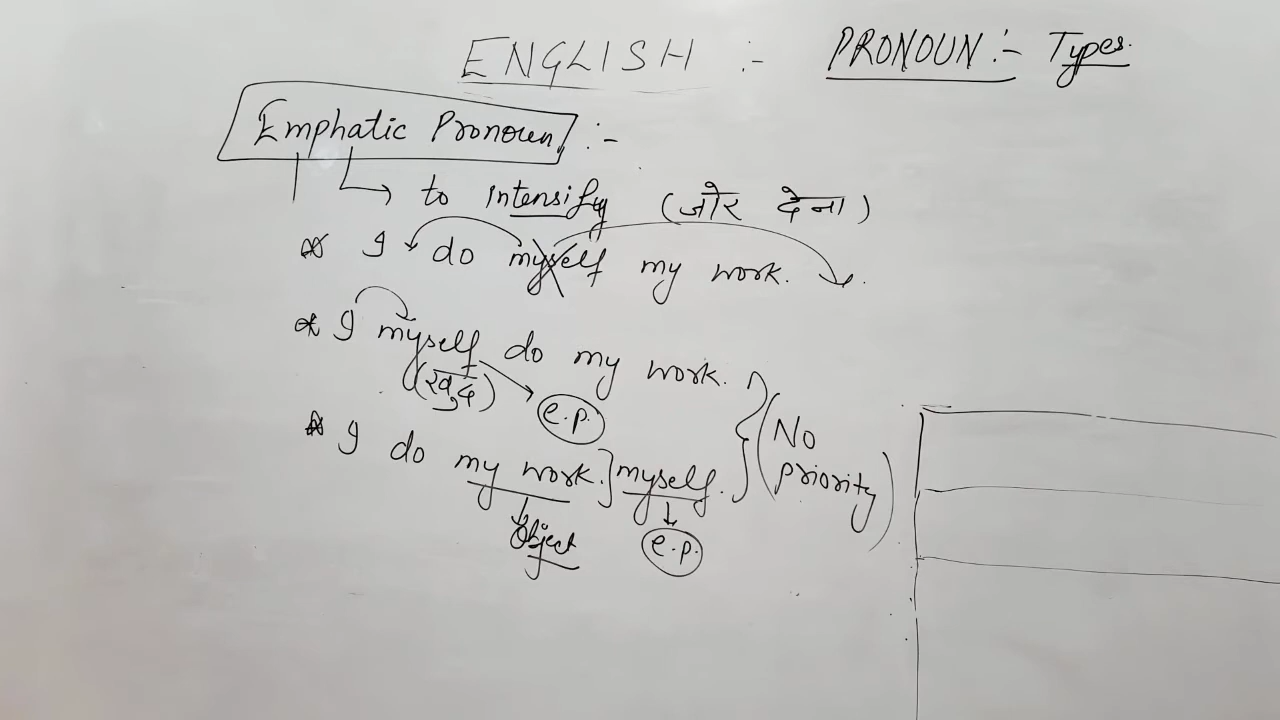 ENGLISH :- PRONOUN :- Types.
Emphatic Pronoun :-
to intensify (जोर देना)
* I do myself my work.
* I myself do my work.
(खुद)
e.p.
* I do my work.] myself.
Object
e.p.
(No
priority)